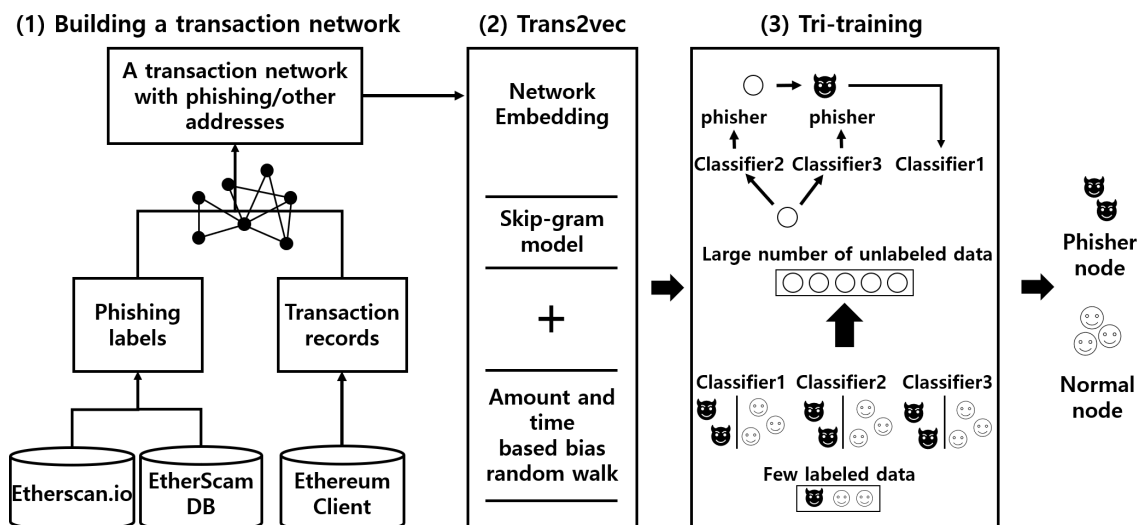 (1) Building a transaction network
A transaction network
with phishing/other
addresses
Phishing
labels
Transaction
records
Etherscan.io
EtherScam
DB
Ethereum
Client
(2) Trans2vec
Network
Embedding
Skip-gram
model
+
Amount and
time
based bias
random walk
(3) Tri-training
phisher phisher
Classifier2 Classifier3 Classifier1
Large number of unlabeled data
Classifier1 Classifier2 Classifier3
Few labeled data
Phisher
node
Normal
node